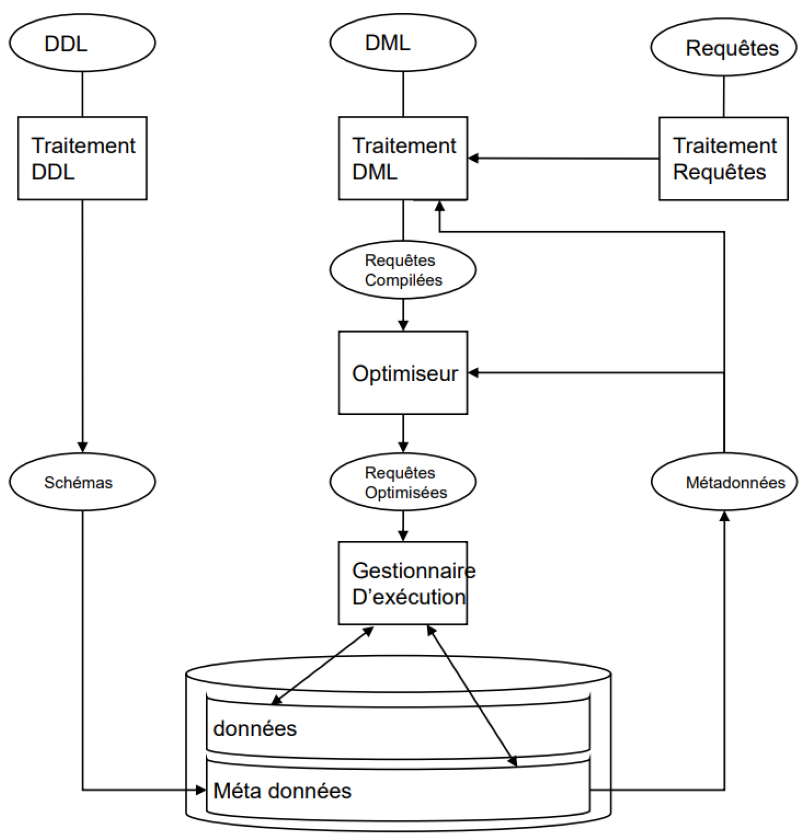 DDL
DML
Requêtes
Traitement
DDL
Traitement
DML
Traitement
Requêtes
Requêtes
Compilées
Optimiseur
Schémas
Requêtes
Optimisées
Métadonnées
Gestionnaire
D'exécution
données
Méta données